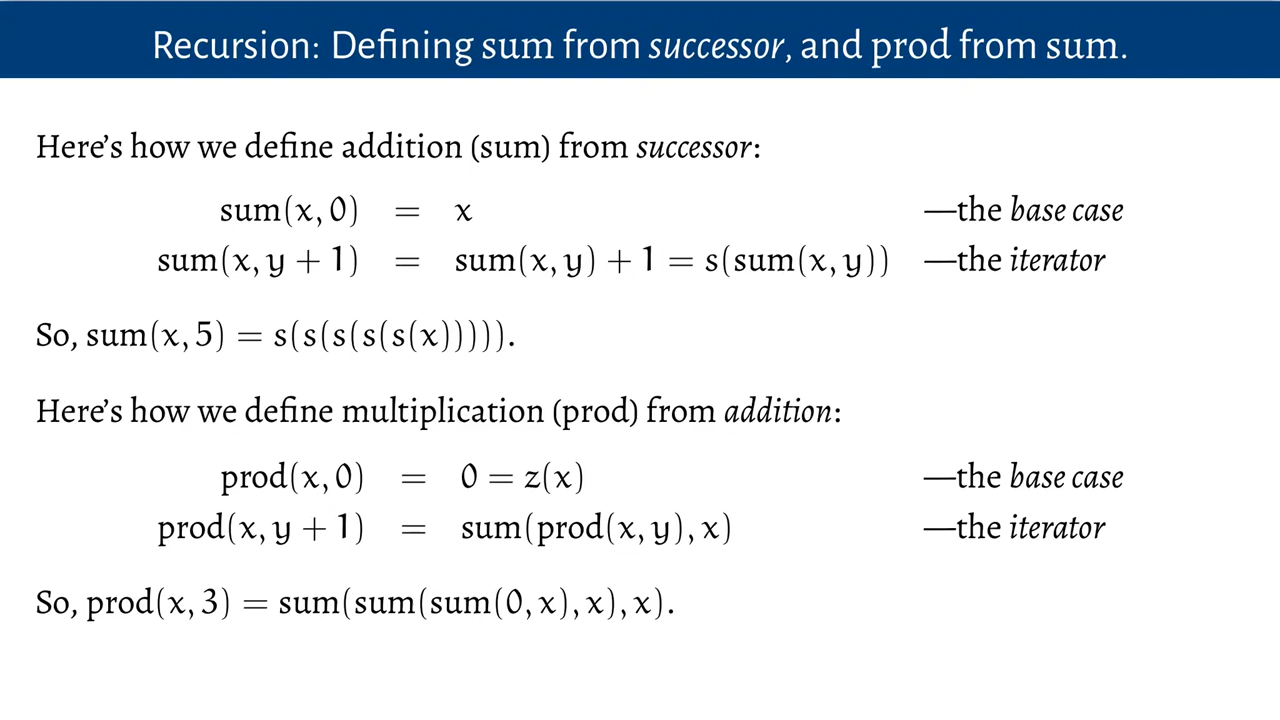 Recursion: Defining sum from successor, and prod from sum.
Here’s how we define addition (sum) from successor:
sum(x, 0) = x —the base case
sum(x, y + 1) = sum(x, y) + 1 = s(sum(x, y)) —the iterator
So, sum(x, 5) = s(s(s(s(s(x))))).
Here’s how we define multiplication (prod) from addition:
prod(x, 0) = 0 = z(x) —the base case
prod(x, y + 1) = sum(prod(x, y), x) —the iterator
So, prod(x, 3) = sum(sum(sum(0, x), x), x).